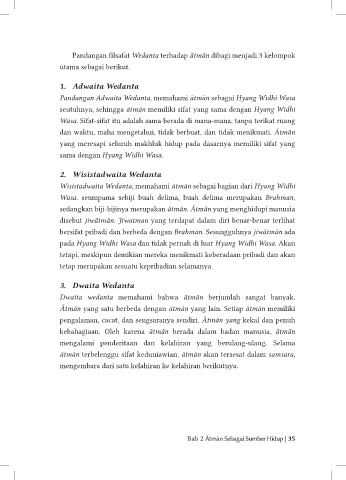 Pandangan filsafat Wedanta terhadap ātmān dibagi menjadi 3 kelompok
utama sebagai berikut.
1. Adwaita Wedanta
Pandangan Adwaita Wedanta, memahami ātmān sebagai Hyang Widhi Wasa
seutuhnya, sehingga ātmān memiliki sifat yang sama dengan Hyang Widhi
Wasa. Sifat-sifat itu adalah sama berada di mana-mana, tanpa terikat ruang
dan waktu, maha mengetahui, tidak berbuat, dan tidak menikmati. Ātmān
yang meresapi seluruh makhluk hidup pada dasarnya memiliki sifat yang
sama dengan Hyang Widhi Wasa.
2. Wisistadwaita Wedanta
Wisistadwaita Wedanta, memahami ātmān sebagai bagian dari Hyang Widhi
Wasa. seumpama sebiji buah delima, buah delima merupakan Brahman,
sedangkan biji-bijinya merupakan ātmān. Ātmān yang menghidupi manusia
disebut jiwātmān. Jiwatman yang terdapat dalam diri benar-benar terlihat
bersifat pribadi dan berbeda dengan Brahman. Sesungguhnya jiwātmān ada
pada Hyang Widhi Wasa dan tidak pernah di luar Hyang Widhi Wasa. Akan
tetapi, meskipun demikian mereka menikmati keberadaan pribadi dan akan
tetap merupakan sesuatu kepribadian selamanya
3. Dwaita Wedanta
Dwaita wedanta memahami bahwa ātmān berjumlah sangat banyak.
Ātmān yang satu berbeda dengan ātmān yang lain. Setiap ātmān memiliki
pengalaman, cacat, dan sengsaranya sendiri. Ātmān yang kekal dan penuh
kebahagiaan. Oleh karena ātmān berada dalam badan manusia, ātmān
mengalami penderitaan dan kelahiran yang berulang-ulang. Selama
ātmān terbelenggu sifat keduniawian, ātmān akan tersesat dalam samsara,
mengembara dari satu kelahiran ke kelahiran berikutnya.
Bab 2 Ātmān Sebagai Sumber Hidup | 35